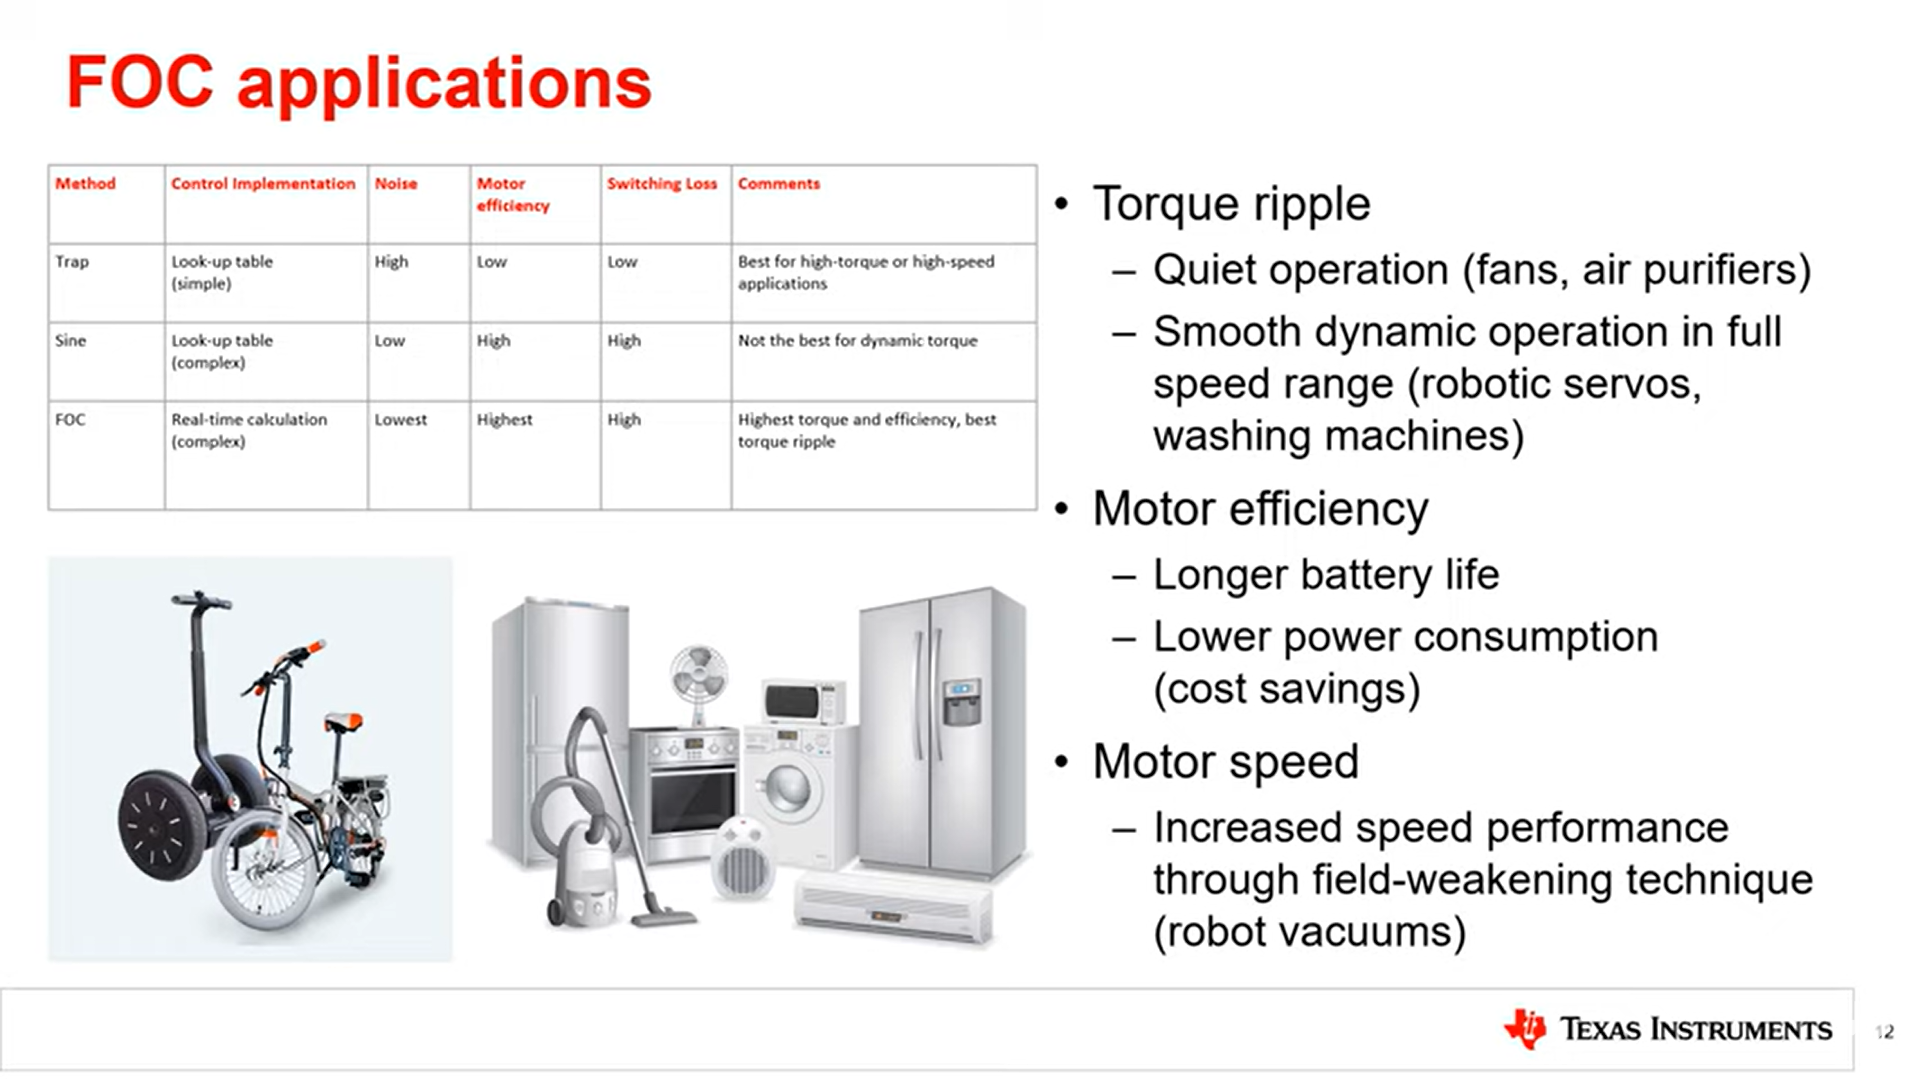 FOC applications
Method Control Implementation Noise Motor efficiency Switching Loss Comments
Trap Look-up table (simple) High Low Low Best for high-torque or high-speed applications
Sine Look-up table (complex) Low High High Not the best for dynamic torque
FOC Real-time calculation (complex) Lowest Highest High Highest torque and efficiency, best torque ripple
• Torque ripple
– Quiet operation (fans, air purifiers)
– Smooth dynamic operation in full
speed range (robotic servos,
washing machines)
• Motor efficiency
– Longer battery life
– Lower power consumption
(cost savings)
• Motor speed
– Increased speed performance
through field-weakening technique
(robot vacuums)
TEXAS INSTRUMENTS
12